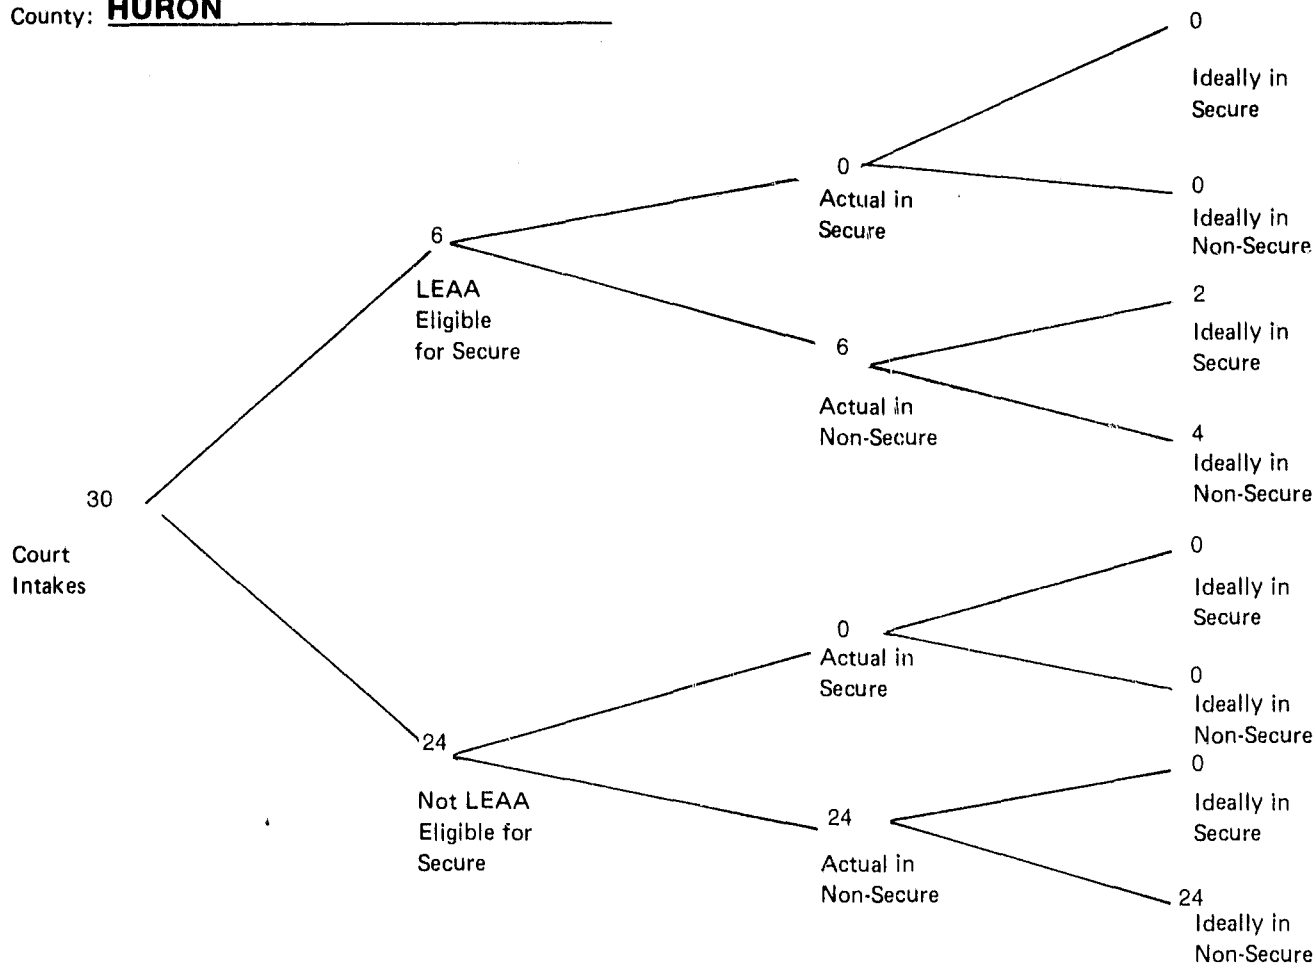 County: HURON
0
Ideally in
Secure
0
Actual in
Secure
0
Ideally in
Non-Secure
6
LEAA
Eligible
for Secure
2
Ideally in
Secure
6
Actual in
Non-Secure
4
Ideally in
Non-Secure
30
Court
Intakes
0
Ideally in
Secure
0
Actual in
Secure
0
Ideally in
Non-Secure
24
Not LEAA
Eligible for
Secure
0
Ideally in
Secure
24
Actual in
Non-Secure
24
Ideally in
Non-Secure